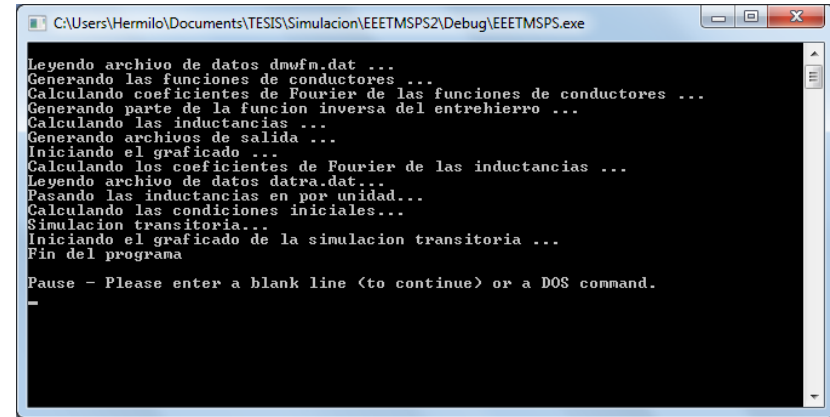 C:\Users\Hermilo\Documents\TESIS\Simulacion\EEETMSPS2\Debug\EEETMSPS.exe
Leyendo archivo de datos dmwfm.dat ...
Generando las funciones de conductores ...
Calculando coeficientes de Fourier de las funciones de conductores ...
Generando parte de la funcion inversa del entrehierro ...
Calculando las inductancias ...
Generando archivos de salida ...
Iniciando el graficado ...
Calculando los coeficientes de Fourier de las inductancias ...
Leyendo archivo de datos datra.dat...
Pasando las inductancias en por unidad...
Calculando las condiciones iniciales...
Simulacion transitoria...
Iniciando el graficado de la simulacion transitoria ...
Fin del programa
Pause - Please enter a blank line (to continue) or a DOS command.